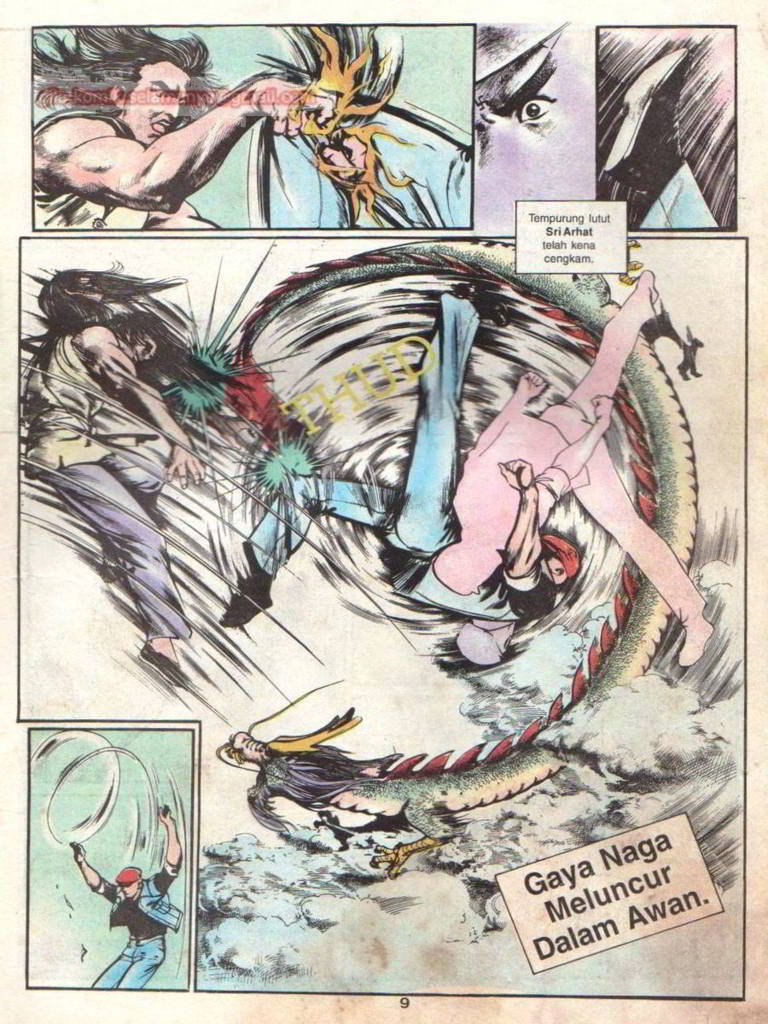 Tempurung lutut
Sri Arhat
telah kena
cengkam.
THUD
Gaya Naga
Meluncur
Dalam Awan.
9